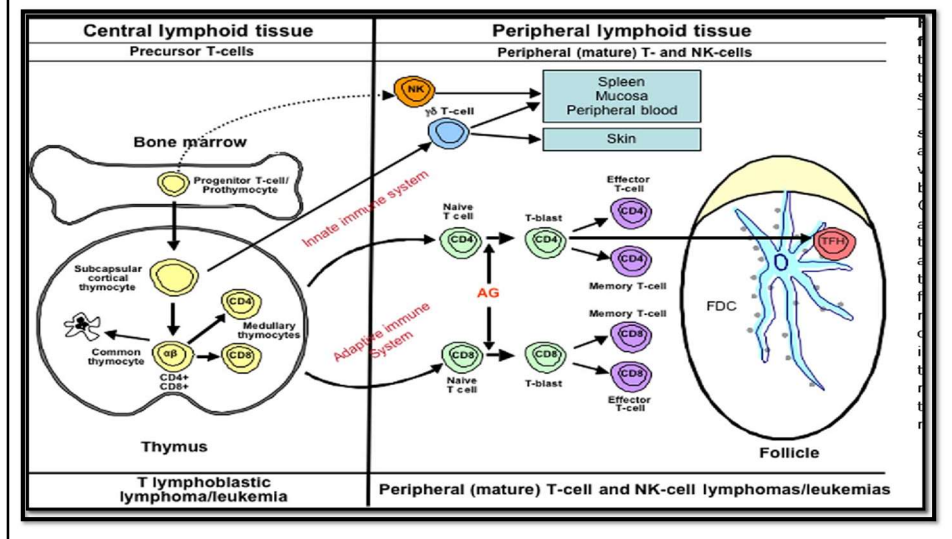 Central lymphoid tissue
Precursor T-cells
Peripheral lymphoid tissue
Peripheral (mature) T- and NK-cells
NK
γδ T-cell
Spleen
Mucosa
Peripheral blood
Skin
Bone marrow
Progenitor T-cell/
Prothymocyte
Innate immune system
Subcapsular
cortical
thymocyte
CD4
Medullary
thymocytes
CD8
Common
thymocyte
αβ
CD4+
CD8+
Thymus
Adaptive immune
System
Naive
T cell
CD4
T-blast
CD4
Effector
T-cell
CD4
CD4
Memory T-cell
AG
CD8
Naive
T cell
CD8
T-blast
Memory T-cell
CD8
CD8
Effector
T-cell
TFH
FDC
Follicle
T lymphoblastic
lymphoma/leukemia
Peripheral (mature) T-cell and NK-cell lymphomas/leukemias